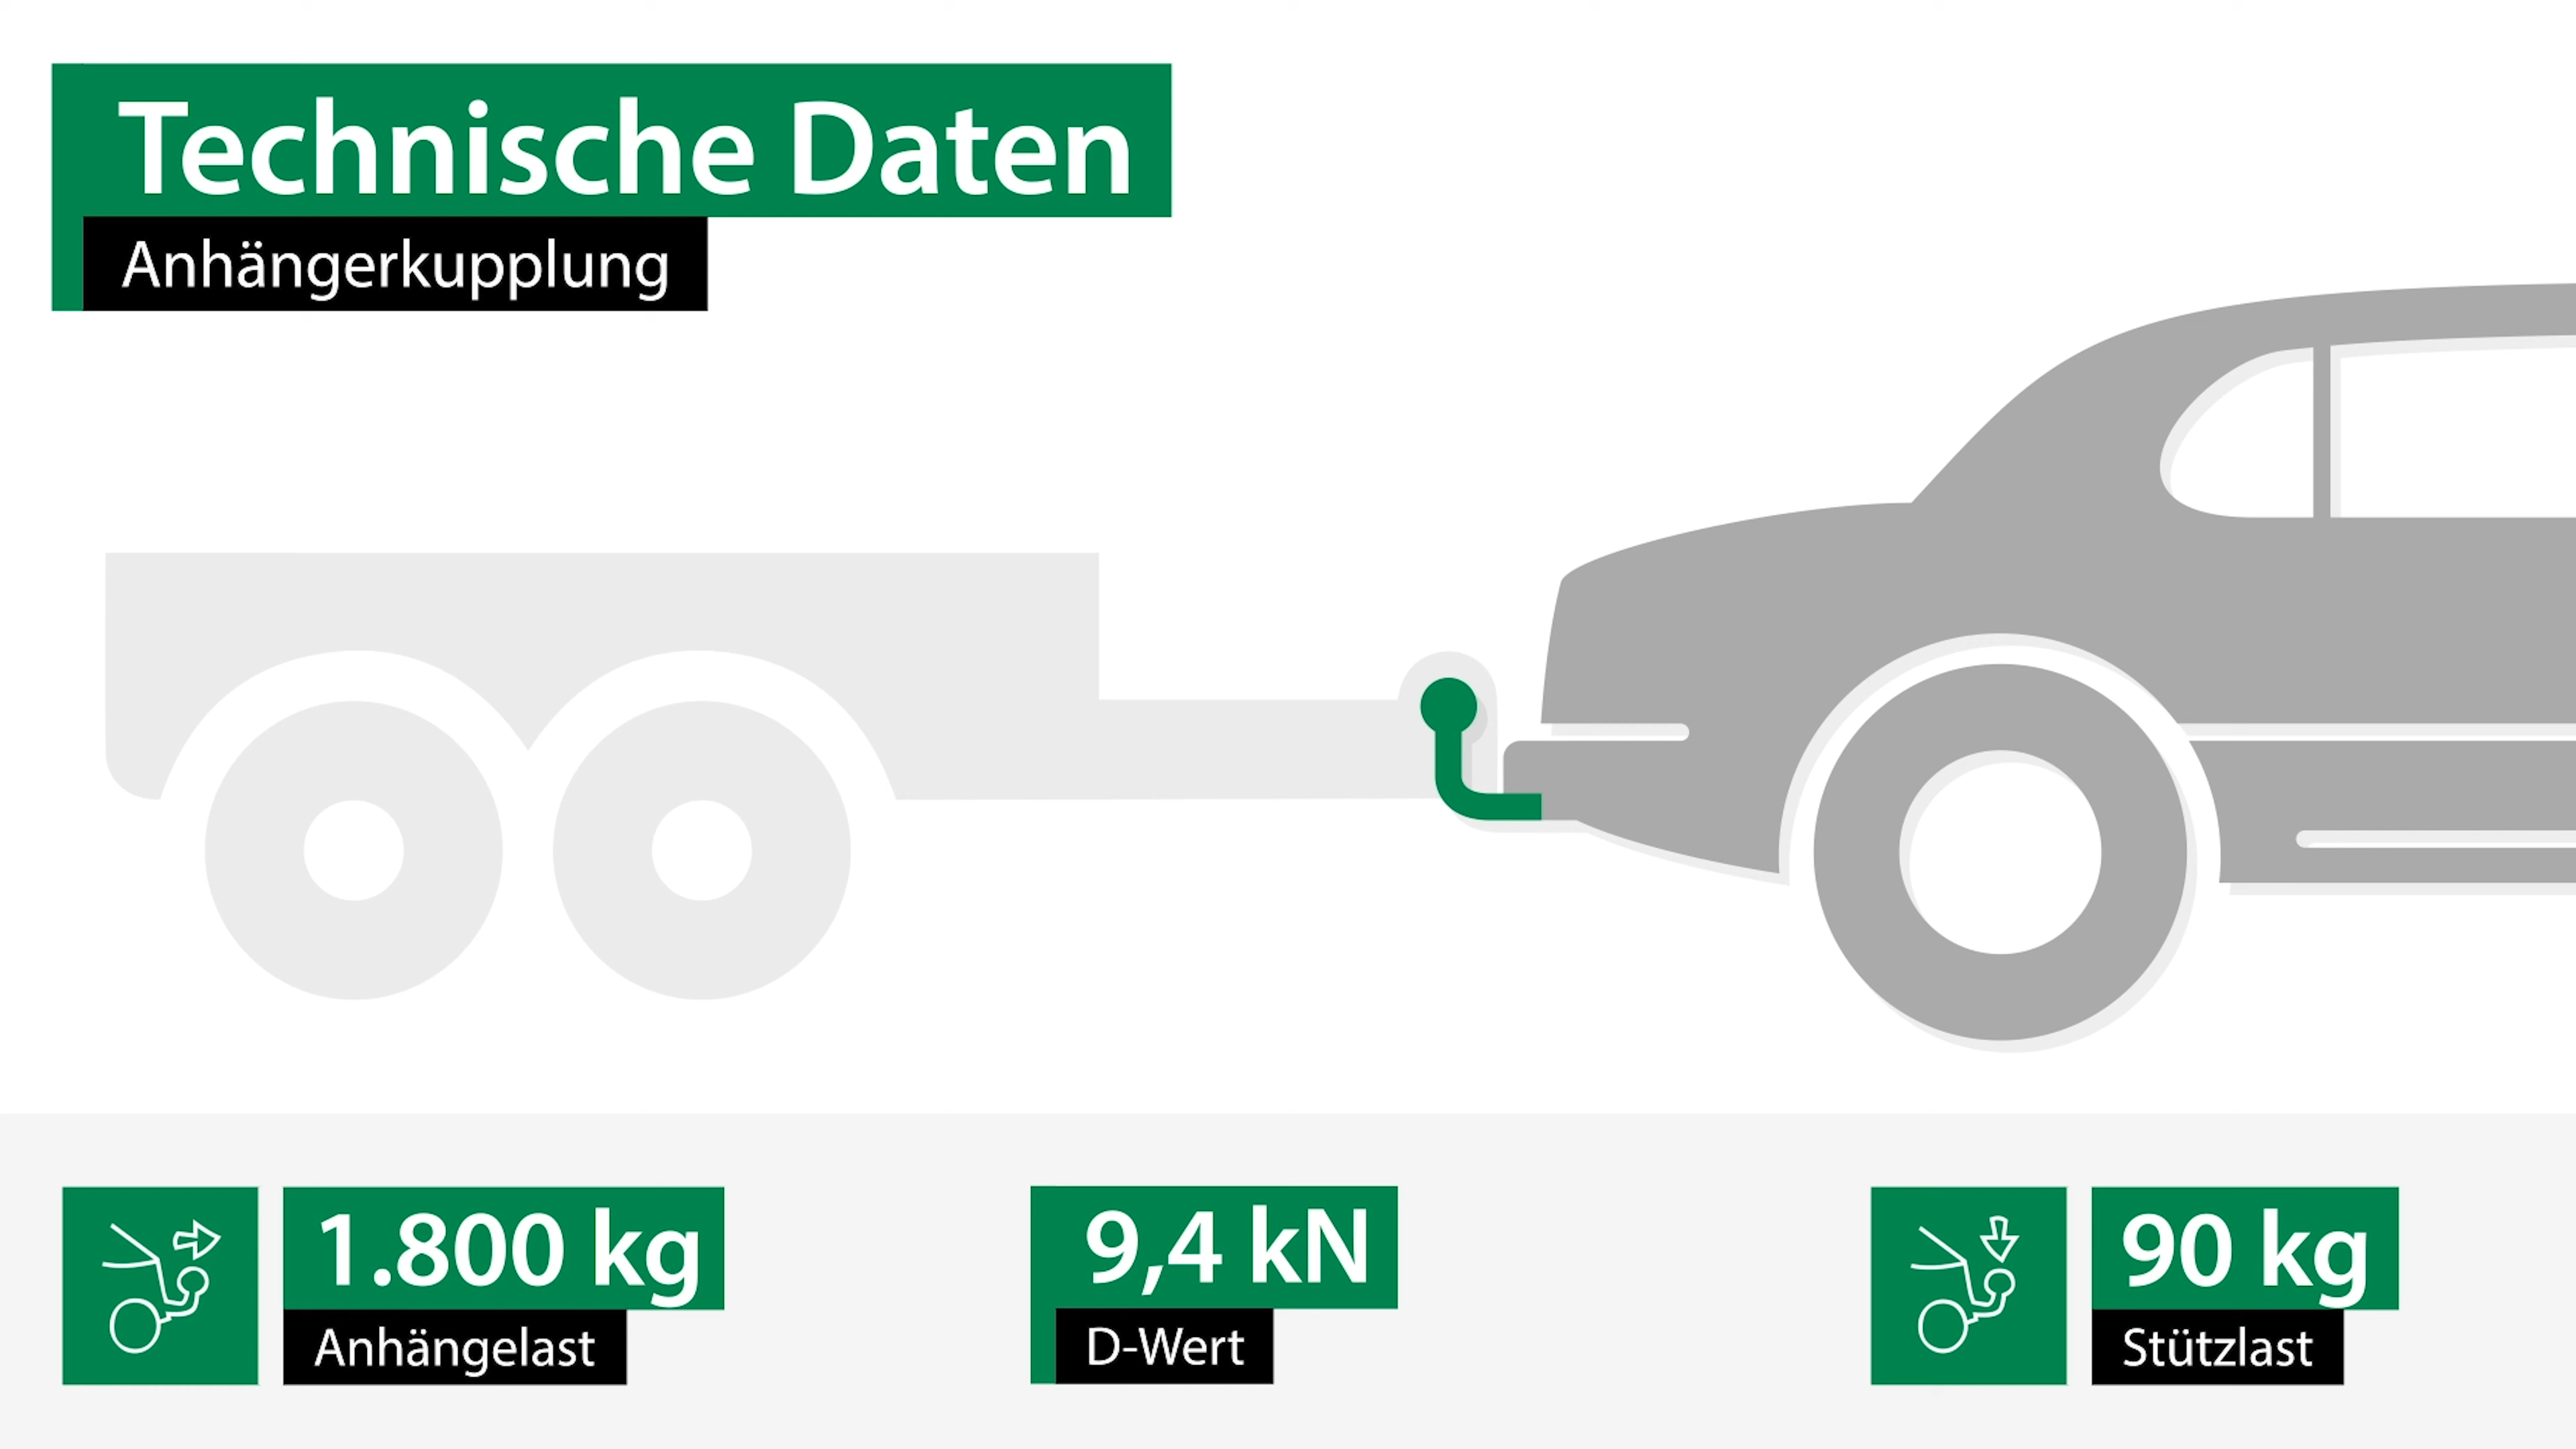 Technische Daten
Anhängerkupplung
1.800 kg
Anhängelast
9,4 kN
D-Wert
90 kg
Stützlast